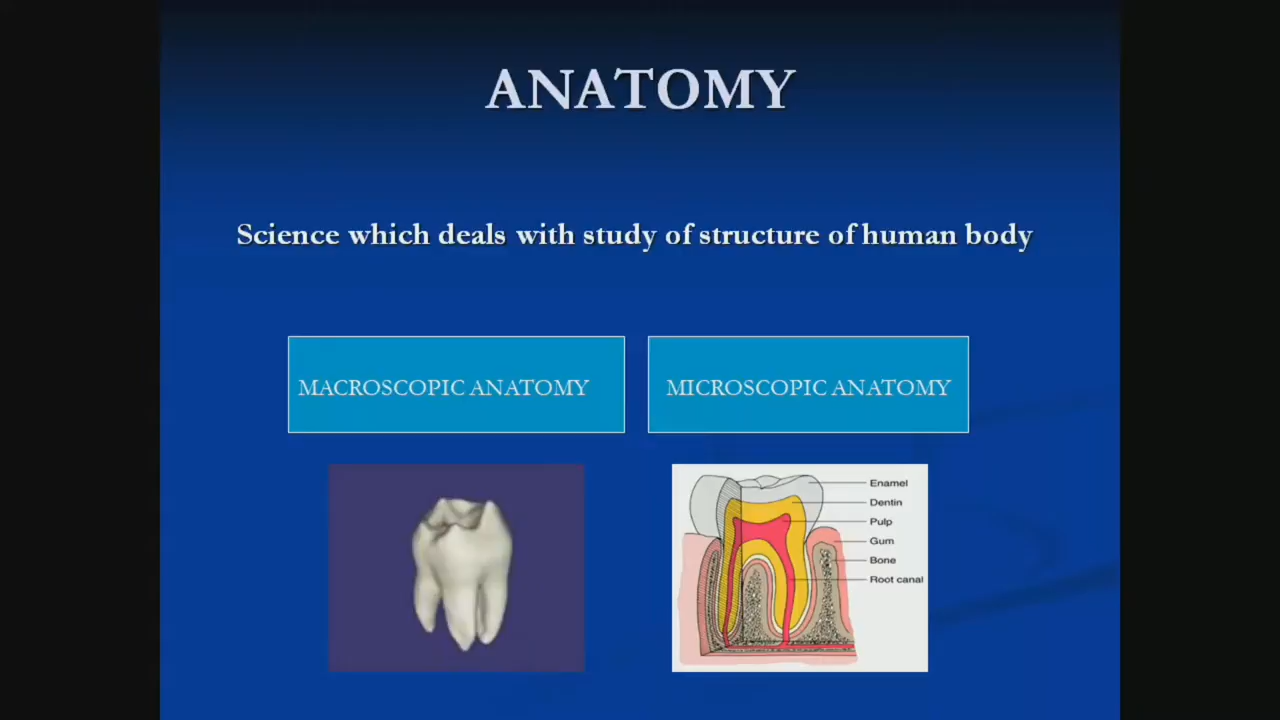 ANATOMY
Science which deals with study of structure of human body
MACROSCOPIC ANATOMY
MICROSCOPIC ANATOMY
Enamel
Dentin
Pulp
Gum
Bone
Root canal